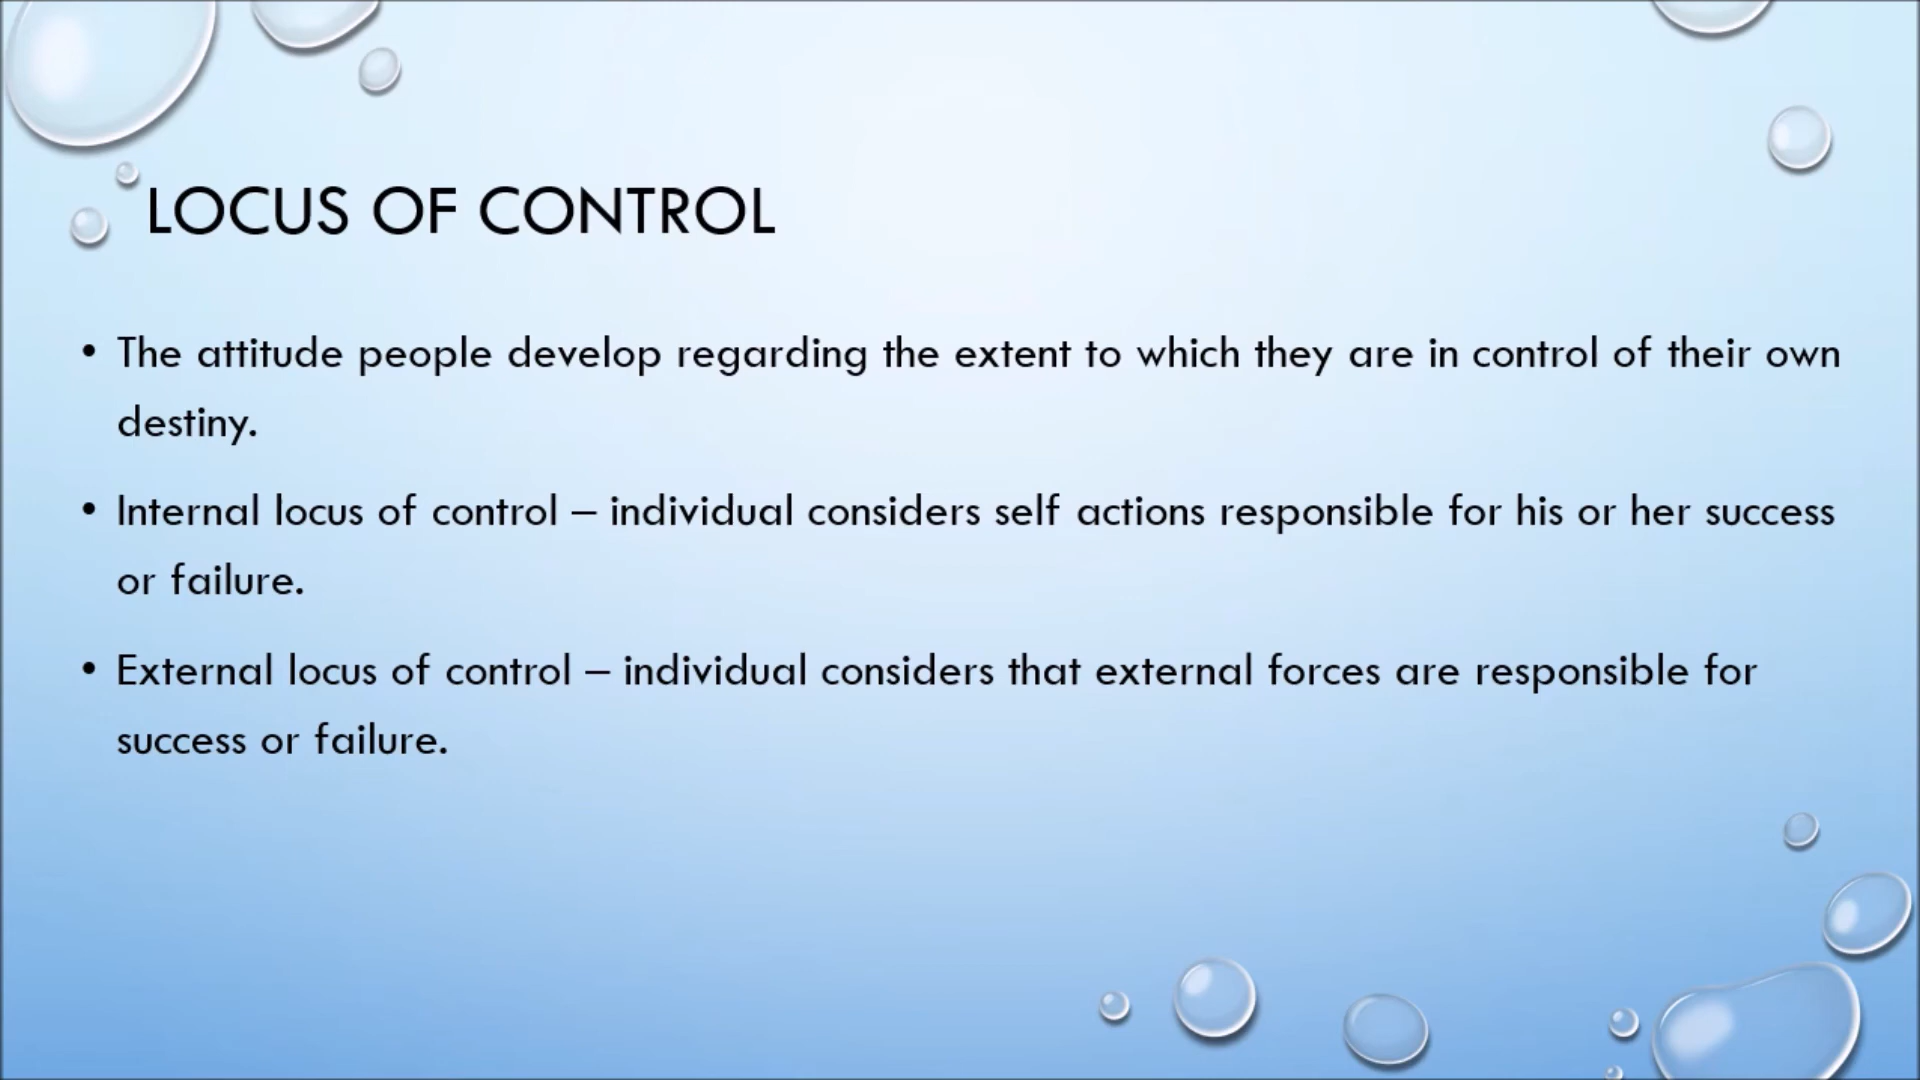 LOCUS OF CONTROL
• The attitude people develop regarding the extent to which they are in control of their own
destiny.
• Internal locus of control – individual considers self actions responsible for his or her success
or failure.
• External locus of control – individual considers that external forces are responsible for
success or failure.